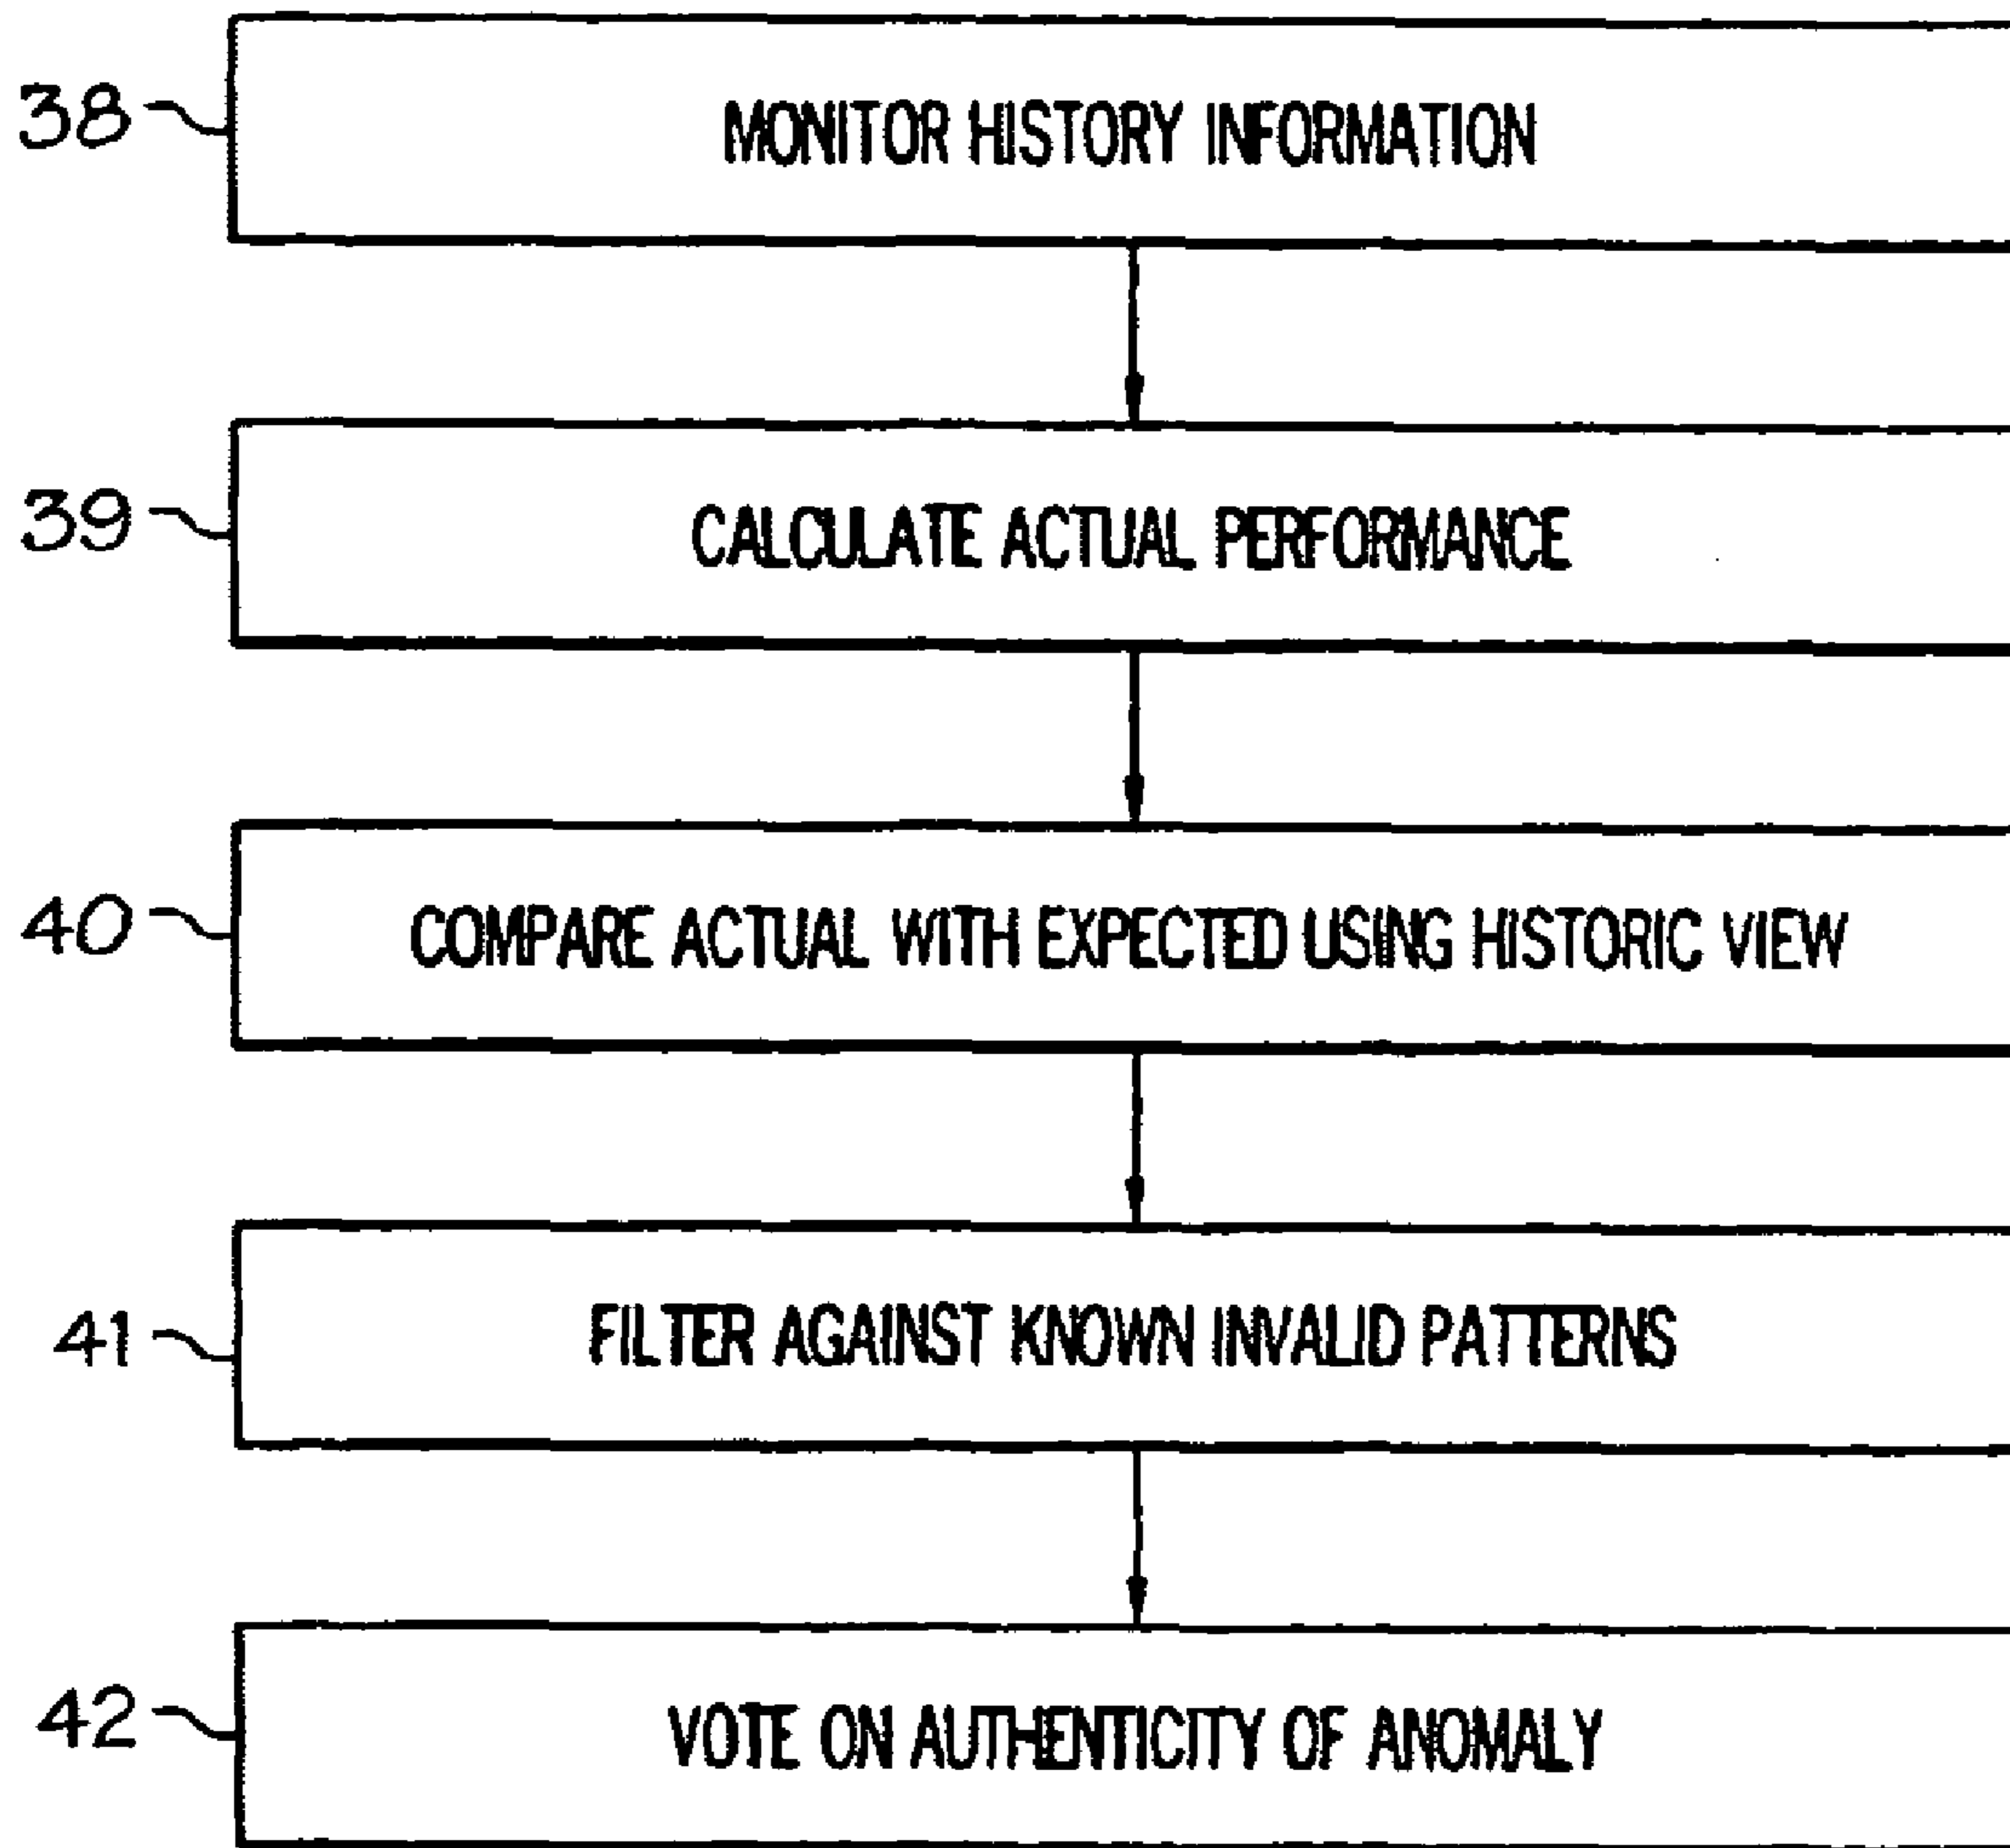 38 MONITOR HISTORY INFORMATION
39 CALCULATE ACTUAL PERFORMANCE
40 COMPARE ACTUAL WITH EXPECTED USING HISTORIC VIEW
41 FILTER AGAINST KNOWN INVALID PATTERNS
42 VOTE ON AUTHENTICITY OF ANOMALY